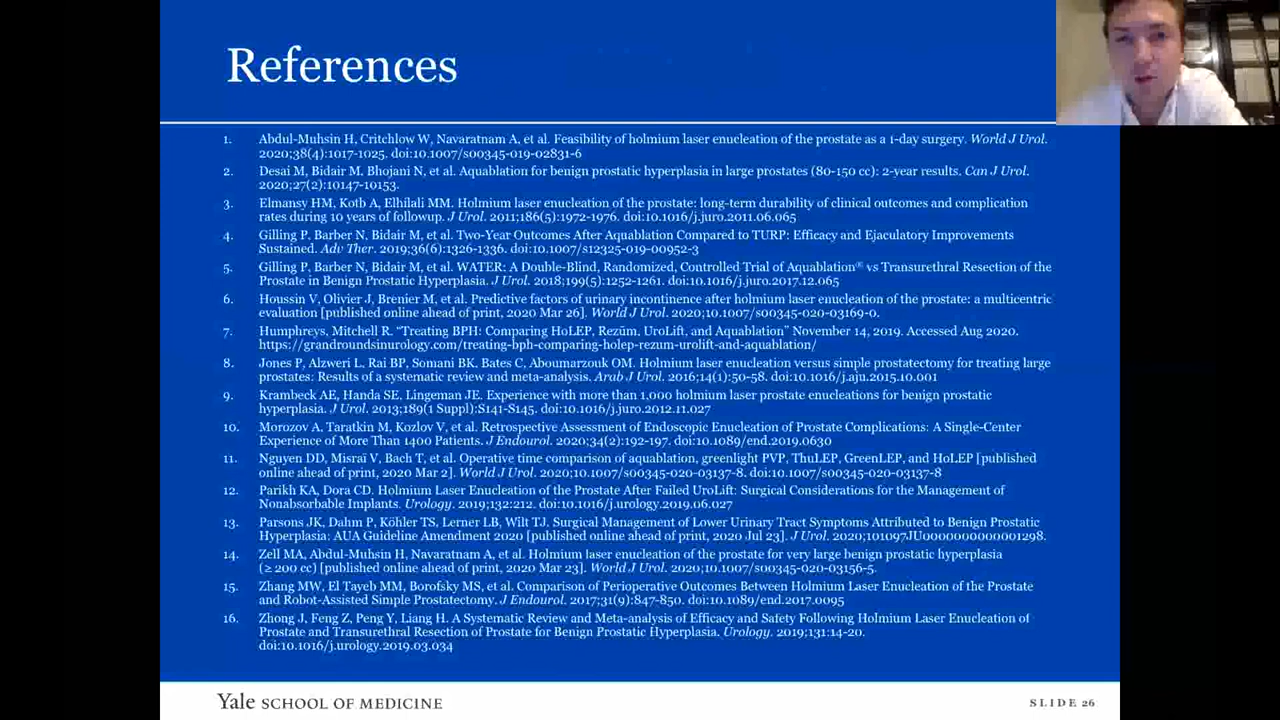 References
1. Abdul-Muhsin H, Critchlow W, Navaratnam A, et al. Feasibility of holmium laser enucleation of the prostate as a 1-day surgery. World J Urol.
2020;38(4):1017-1025. doi:10.1007/s00345-019-02831-6
2. Desai M, Bidair M, Bhojani N, et al. Aquablation for benign prostatic hyperplasia in large prostates (80-150 cc): 2-year results. Can J Urol.
2020;27(2):10147-10153.
3. Elmansy HM, Kotb A, Elhilali MM. Holmium laser enucleation of the prostate: long-term durability of clinical outcomes and complication
rates during 10 years of followup. J Urol. 2011;186(5):1972-1976. doi:10.1016/j.juro.2011.06.065
4. Gilling P, Barber N, Bidair M, et al. Two-Year Outcomes After Aquablation Compared to TURP: Efficacy and Ejaculatory Improvements
Sustained. Adv Ther. 2019;36(6):1326-1336. doi:10.1007/s12325-019-00952-3
5. Gilling P, Barber N, Bidair M, et al. WATER: A Double-Blind, Randomized, Controlled Trial of Aquablation® vs Transurethral Resection of the
Prostate in Benign Prostatic Hyperplasia. J Urol. 2018;199(5):1252-1261. doi:10.1016/j.juro.2017.12.065
6. Houssin V, Olivier J, Brenier M, et al. Predictive factors of urinary incontinence after holmium laser enucleation of the prostate: a multicentric
evaluation [published online ahead of print, 2020 Mar 26]. World J Urol. 2020;10.1007/s00345-020-03169-0.
7. Humphreys, Mitchell R. “Treating BPH: Comparing HoLEP, Rezūm, UroLift, and Aquablation” November 14, 2019. Accessed Aug 2020.
https://grandroundsinurology.com/treating-bph-comparing-holep-rezum-urolift-and-aquablation/
8. Jones P, Alzweri L, Rai BP, Somani BK, Bates C, Aboumarzouk OM. Holmium laser enucleation versus simple prostatectomy for treating large
prostates: Results of a systematic review and meta-analysis. Arab J Urol. 2016;14(1):50-58. doi:10.1016/j.aju.2015.10.001
9. Krambeck AE, Handa SE, Lingeman JE. Experience with more than 1,000 holmium laser prostate enucleations for benign prostatic
hyperplasia. J Urol. 2013;189(1 Suppl):S141-S145. doi:10.1016/j.juro.2012.11.027
10. Morozov A, Taratkin M, Kozlov V, et al. Retrospective Assessment of Endoscopic Enucleation of Prostate Complications: A Single-Center
Experience of More Than 1400 Patients. J Endourol. 2020;34(2):192-197. doi:10.1089/end.2019.0630
11. Nguyen DD, Misraï V, Bach T, et al. Operative time comparison of aquablation, greenlight PVP, ThuLEP, GreenLEP, and HoLEP [published
online ahead of print, 2020 Mar 2]. World J Urol. 2020;10.1007/s00345-020-03137-8. doi:10.1007/s00345-020-03137-8
12. Parikh KA, Dora CD. Holmium Laser Enucleation of the Prostate After Failed UroLift: Surgical Considerations for the Management of
Nonabsorbable Implants. Urology. 2019;132:212. doi:10.1016/j.urology.2019.06.027
13. Parsons JK, Dahm P, Köhler TS, Lerner LB, Wilt TJ. Surgical Management of Lower Urinary Tract Symptoms Attributed to Benign Prostatic
Hyperplasia: AUA Guideline Amendment 2020 [published online ahead of print, 2020 Jul 23]. J Urol. 2020;101097JU0000000000001298.
14. Zell MA, Abdul-Muhsin H, Navaratnam A, et al. Holmium laser enucleation of the prostate for very large benign prostatic hyperplasia
(≥ 200 cc) [published online ahead of print, 2020 Mar 23]. World J Urol. 2020;10.1007/s00345-020-03156-5.
15. Zhang MW, El Tayeb MM, Borofsky MS, et al. Comparison of Perioperative Outcomes Between Holmium Laser Enucleation of the Prostate
and Robot-Assisted Simple Prostatectomy. J Endourol. 2017;31(9):847-850. doi:10.1089/end.2017.0095
16. Zhong J, Feng Z, Peng Y, Liang H. A Systematic Review and Meta-analysis of Efficacy and Safety Following Holmium Laser Enucleation of
Prostate and Transurethral Resection of Prostate for Benign Prostatic Hyperplasia. Urology. 2019;131:14-20.
doi:10.1016/j.urology.2019.03.034
Yale SCHOOL OF MEDICINE
SLIDE 26